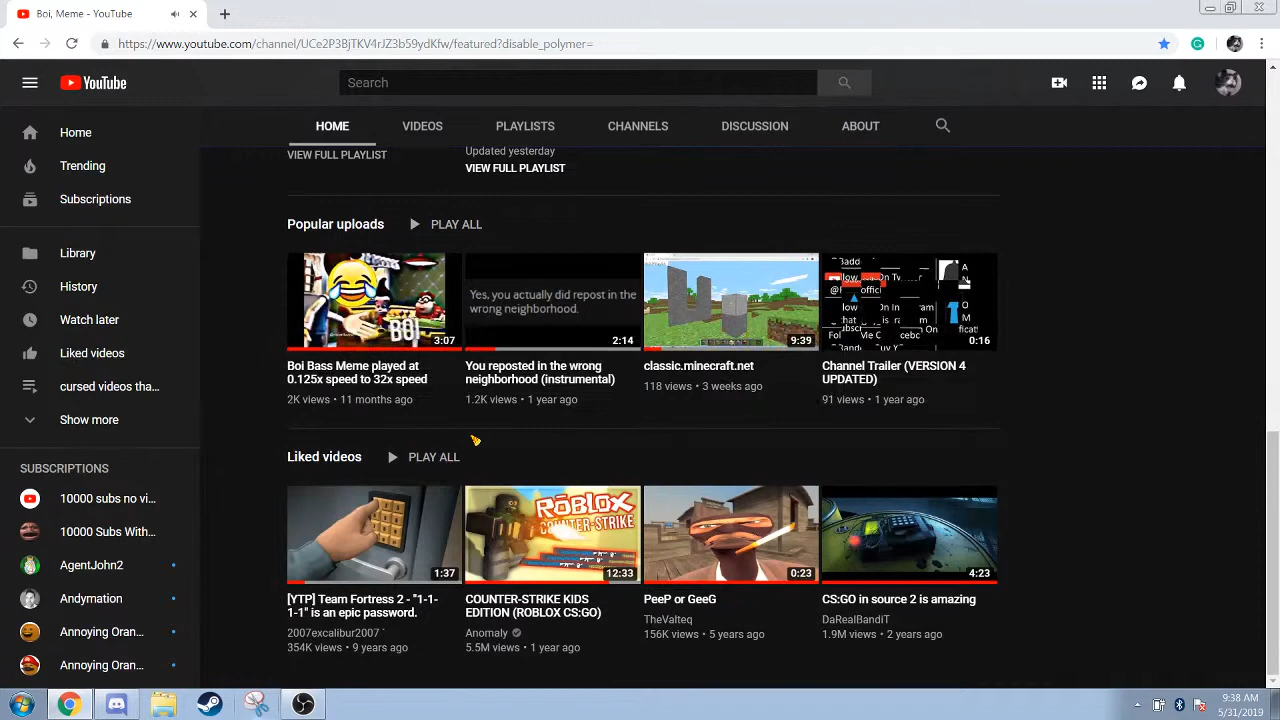 Boi, Meme - YouTube
https://www.youtube.com/channel/UCe2P3BJTKV4rJZ3b59ydKfw/featured?disable_polymer=
YouTube
Search
HOME VIDEOS PLAYLISTS CHANNELS DISCUSSION ABOUT
Home
Trending
Subscriptions
Library
History
Watch later
Liked videos
cursed videos tha...
Show more
SUBSCRIPTIONS
10000 subs no vi...
10000 Subs With...
AgentJohn2
Andymation
Annoying Oran...
Annoying Oran...
VIEW FULL PLAYLIST
Updated yesterday
VIEW FULL PLAYLIST
Popular uploads PLAY ALL
BOI
3:07
Yes, you actually did repost in the
wrong neighborhood.
2:14
9:39
0:16
Boi Bass Meme played at
0.125x speed to 32x speed
2K views • 11 months ago
You reposted in the wrong
neighborhood (instrumental)
1.2K views • 1 year ago
classic.minecraft.net
118 views • 3 weeks ago
Channel Trailer (VERSION 4
UPDATED)
91 views • 1 year ago
Liked videos PLAY ALL
1:37
ROBLOX
COUNTER-STRIKE
12:33
0:23
4:23
[YTP] Team Fortress 2 - "1-1-
1-1" is an epic password.
2007excalibur2007
354K views • 9 years ago
COUNTER-STRIKE KIDS
EDITION (ROBLOX CS:GO)
Anomaly
5.5M views • 1 year ago
PeeP or GeeG
TheValteq
156K views • 5 years ago
CS:GO in source 2 is amazing
DaRealBandiT
1.9M views • 2 years ago
9:38 AM
5/31/2019